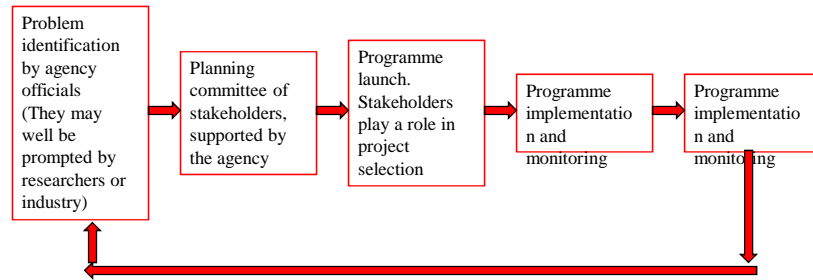 Problem
identification
by agency
officials
(They may
well be
prompted by
researchers or
industry)
Planning
committee of
stakeholders,
supported by
the agency
Programme
launch.
Stakeholders
play a role in
project
selection
Programme
implementatio
n and
monitoring
Programme
implementatio
n and
monitoring